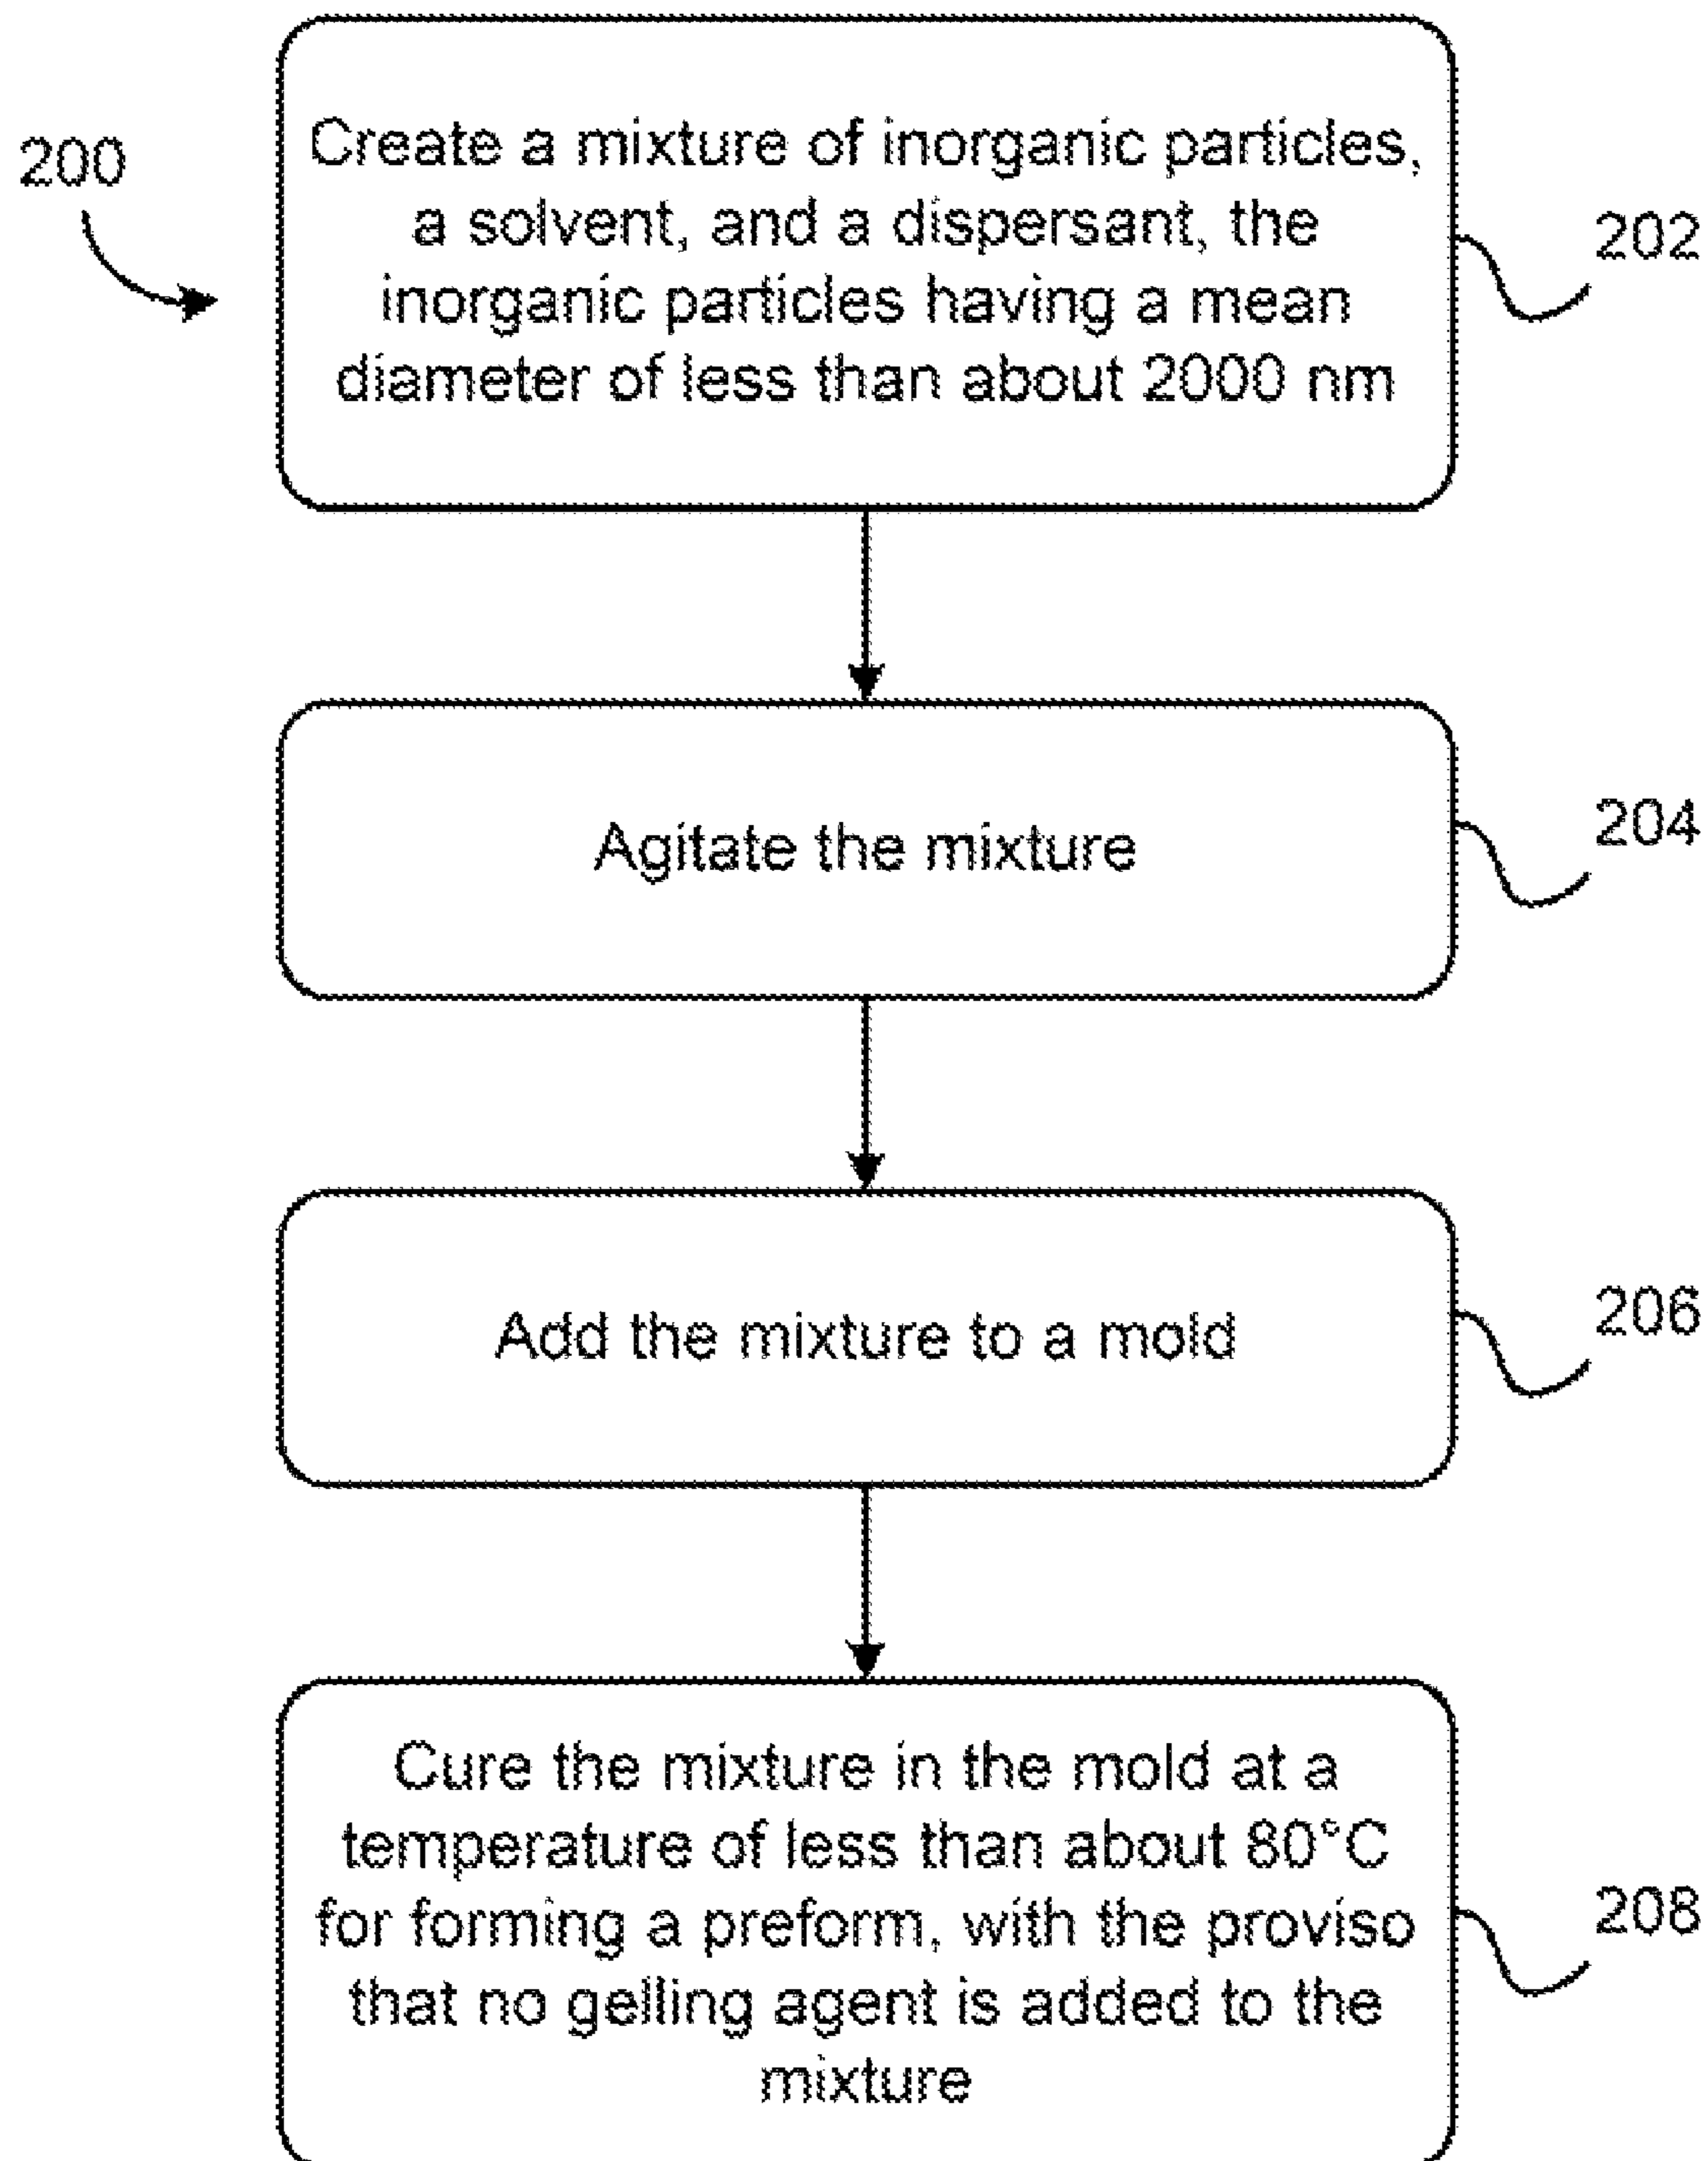 200
Create a mixture of inorganic particles,
a solvent, and a dispersant, the
inorganic particles having a mean
diameter of less than about 2000 nm
202
Agitate the mixture
204
Add the mixture to a mold
206
Cure the mixture in the mold at a
temperature of less than about 80°C
for forming a preform, with the proviso
that no gelling agent is added to the
mixture
208